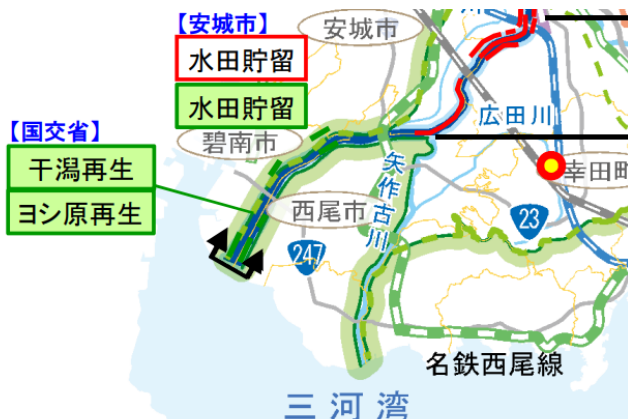 【安城市】
安城市
水田貯留
水田貯留
広田川
【国交省】
碧南市
干潟再生
ヨシ原再生
矢作古川
幸田町
西尾市
23
247
名鉄西尾線
三河湾